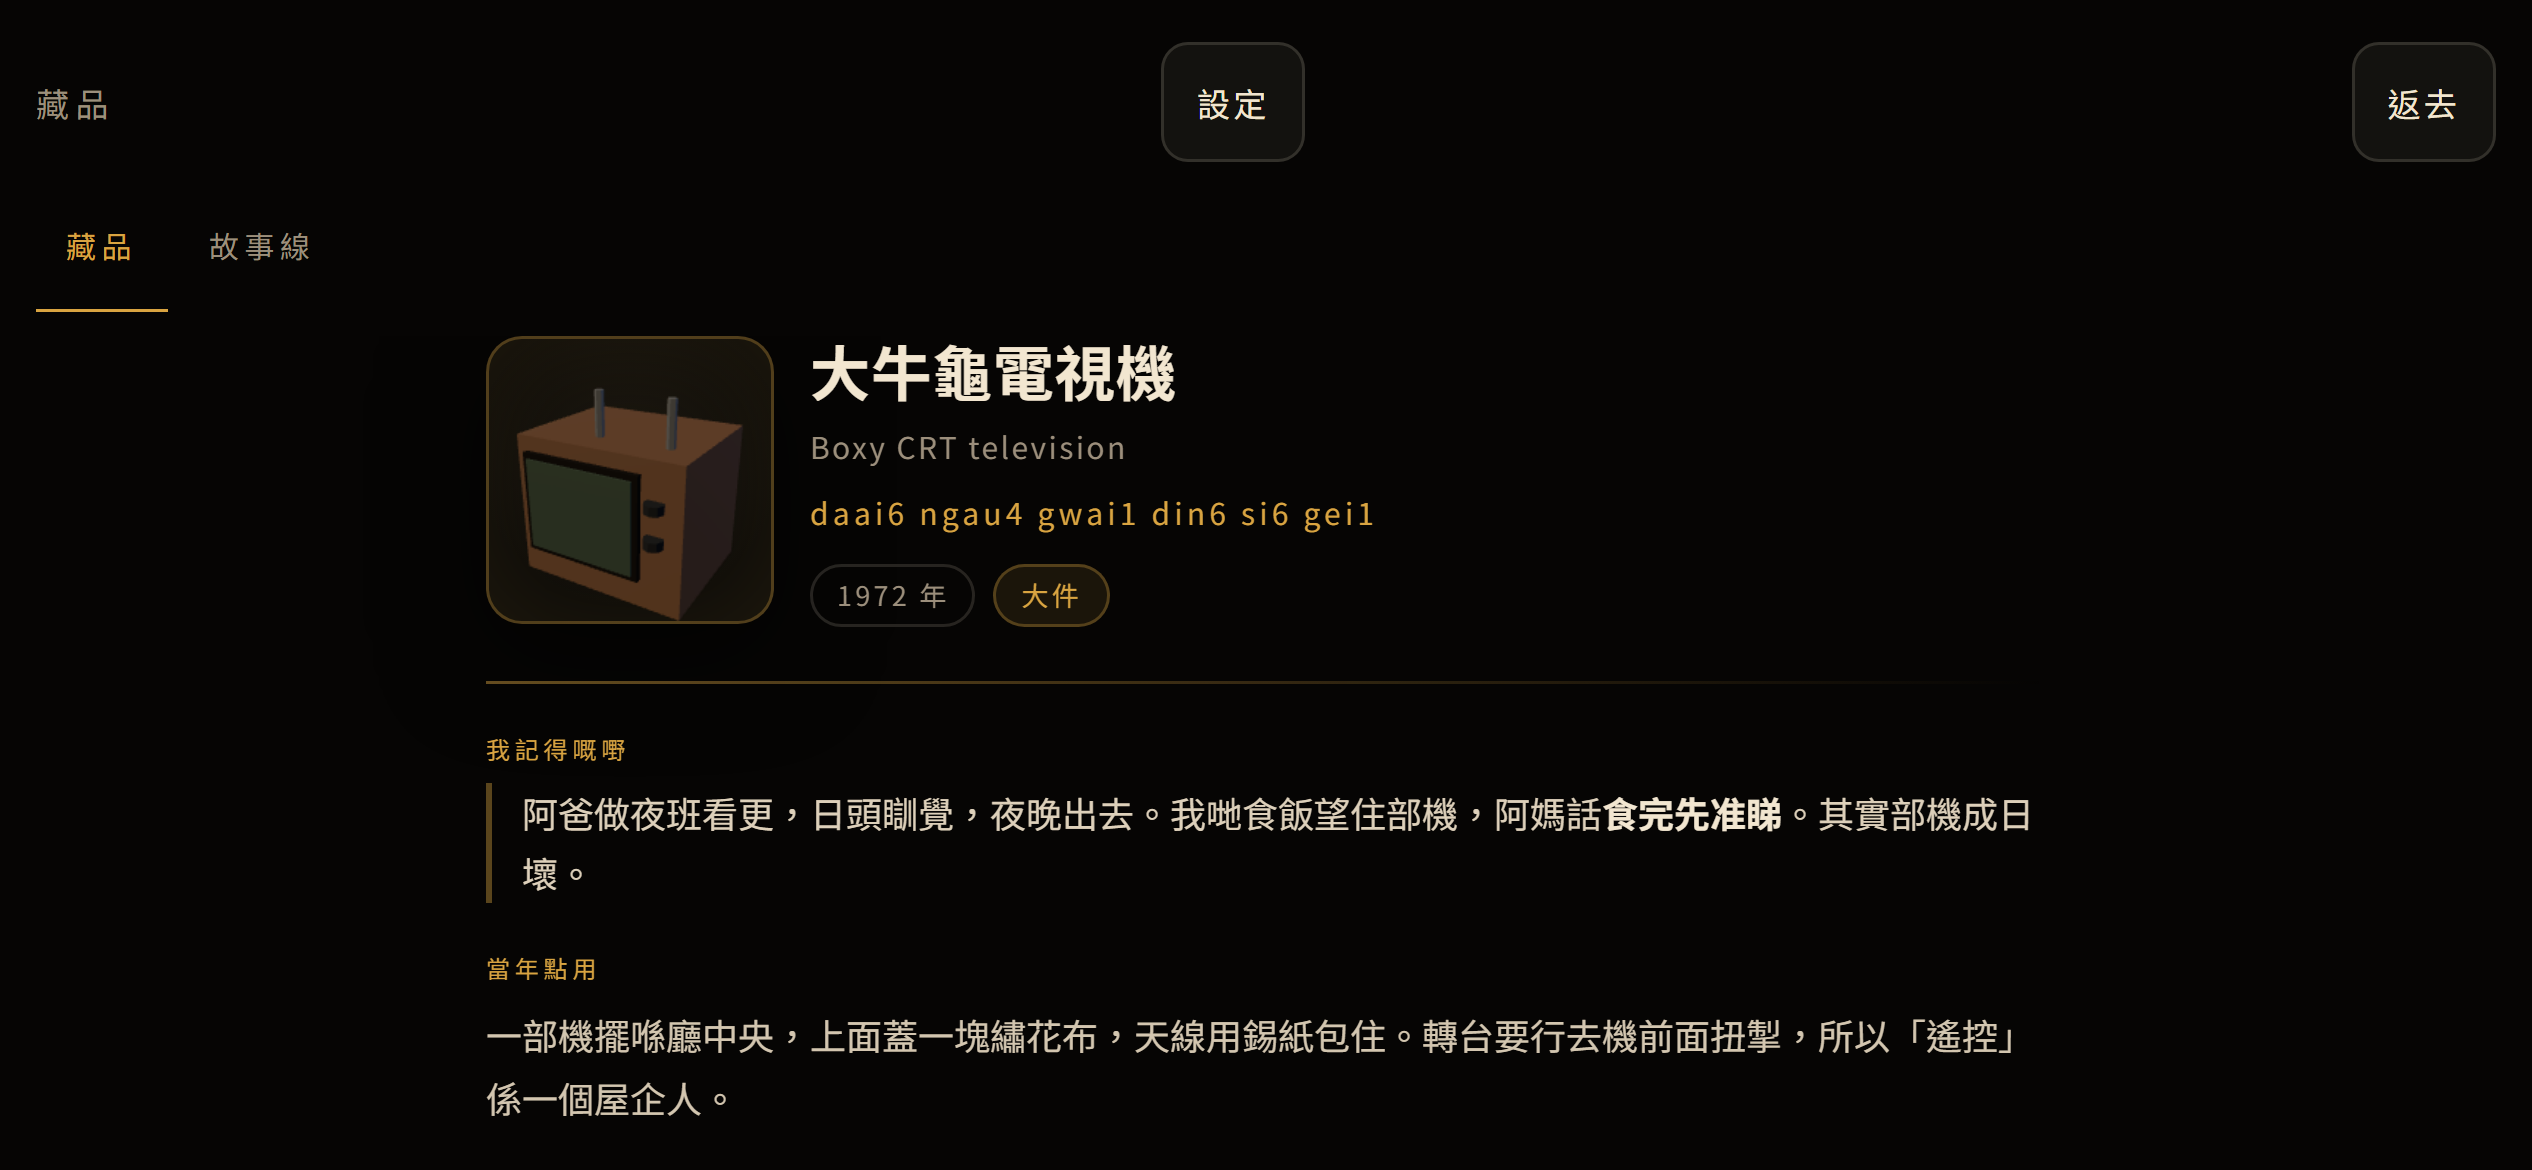 藏品
設定
返去
藏品
故事線
大牛龜電視機
Boxy CRT television
daai6 ngau4 gwai1 din6 si6 gei1
1972 年
大件
我記得嘅嘢
阿爸做夜班看更，日頭瞓覺，夜晚出去。我哋食飯望住部機，阿媽話食完先准睇。其實部機成日
壞。
當年點用
一部機擺喺廳中央，上面蓋一塊繡花布，天線用錫紙包住。轉台要行去機前面扭掣，所以「遙控」
係一個屋企人。